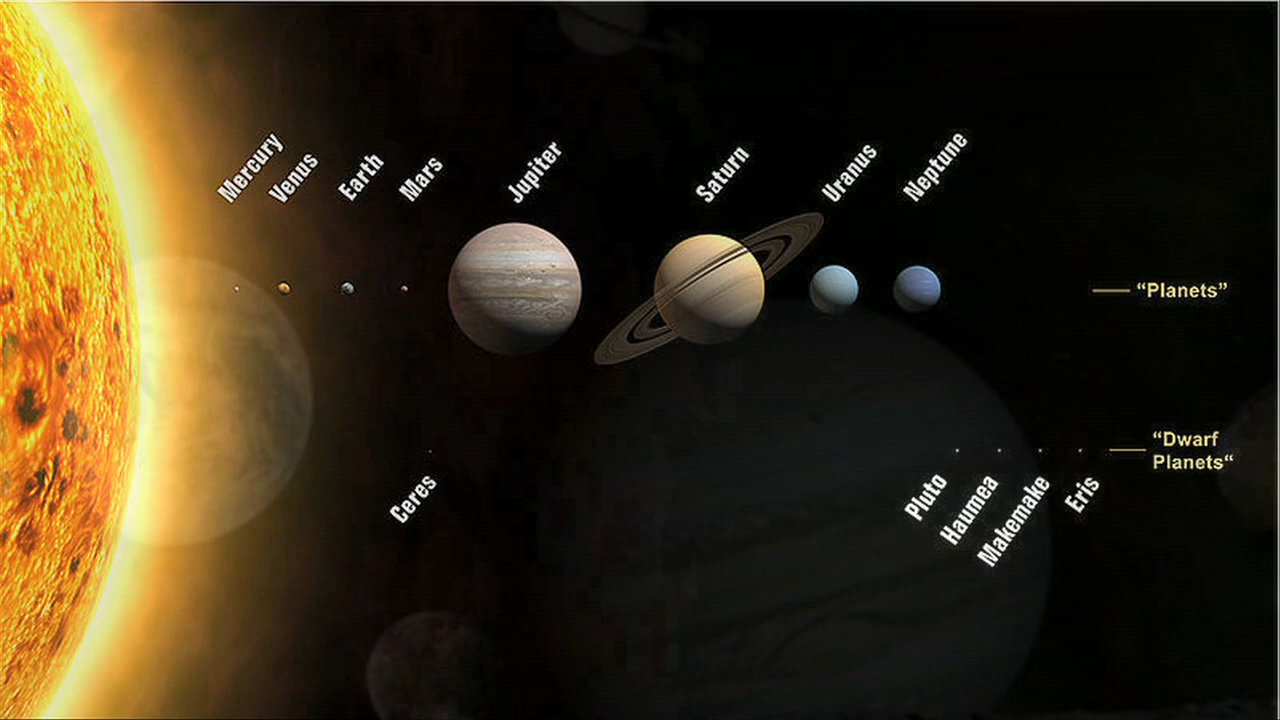 Mercury
Venus
Earth
Mars
Jupiter
Saturn
Uranus
Neptune
“Planets”
Ceres
Pluto
Haumea
Makemake
Eris
“Dwarf
Planets“